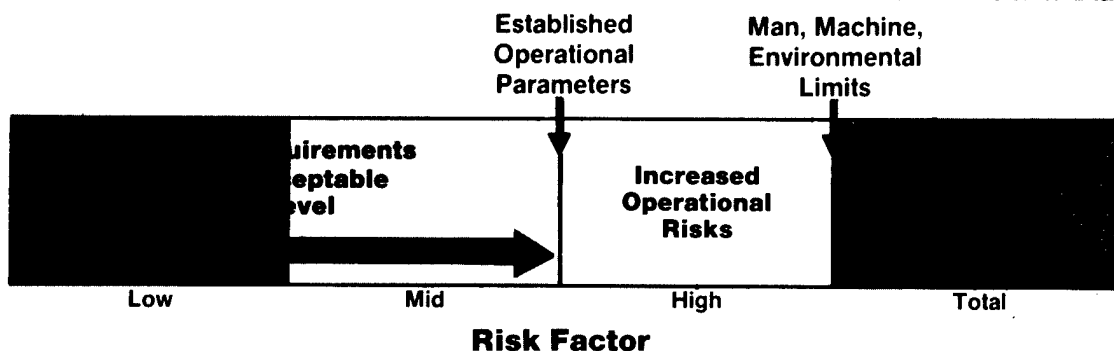 Established
Operational
Parameters
Man, Machine,
Environmental
Limits
uirements
eptable
evel
Increased
Operational
Risks
Low
Mid
High
Total
Risk Factor